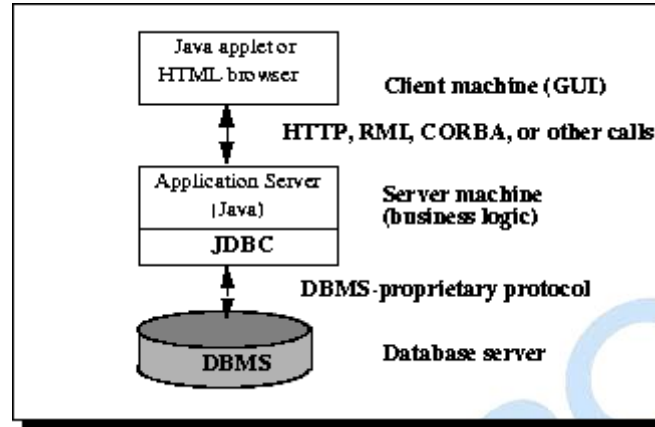 Java applet or
HTML browser
Client machine (GUI)
HTTP, RMI, CORBA, or other calls
Application Server
(Java)
JDBC
Server machine
(business logic)
DBMS-proprietary protocol
DBMS
Database server